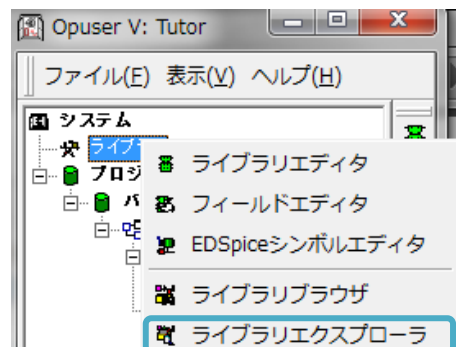 Opuser V: Tutor
ファイル(F) 表示(V) ヘルプ(H)
システム
ライブ
プロジ
ライブラリエディタ
フィールドエディタ
EDSpiceシンボルエディタ
ライブラリブラウザ
ライブラリエクスプローラ